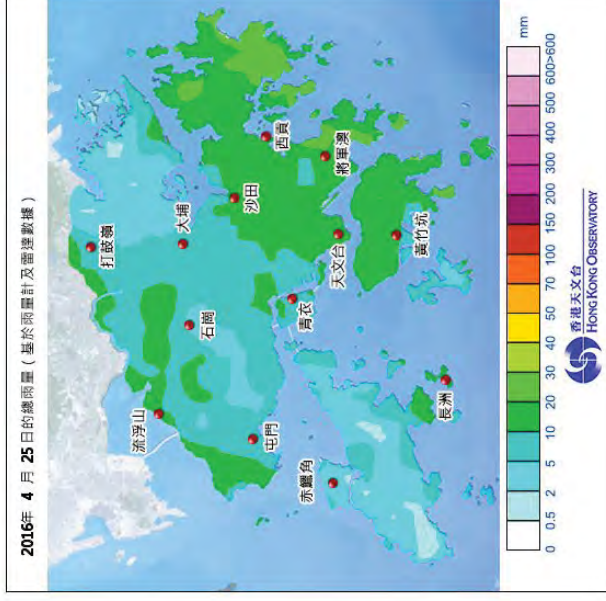 2016年 4 月 25 日的總雨量 ( 基於雨量計及雷達數據 )
打鼓嶺
流浮山
大埔
石崗
沙田
西貢
屯門
青衣
將軍澳
天文台
赤鱲角
黃竹坑
長洲
mm
0 0.5 2 5 10 20 30 40 50 70 100 150 200 300 400 500 600>600
香港天文台
HONG KONG OBSERVATORY